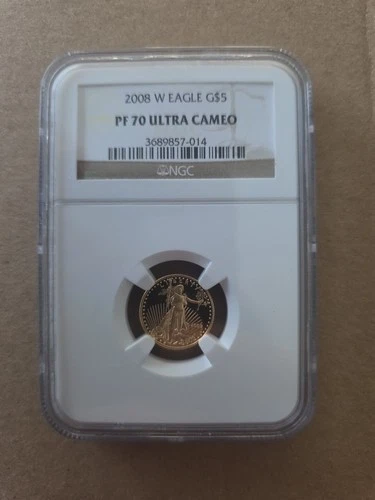 2008 W EAGLE G$5
PF 70 ULTRA CAMEO
3689857-014
NGC